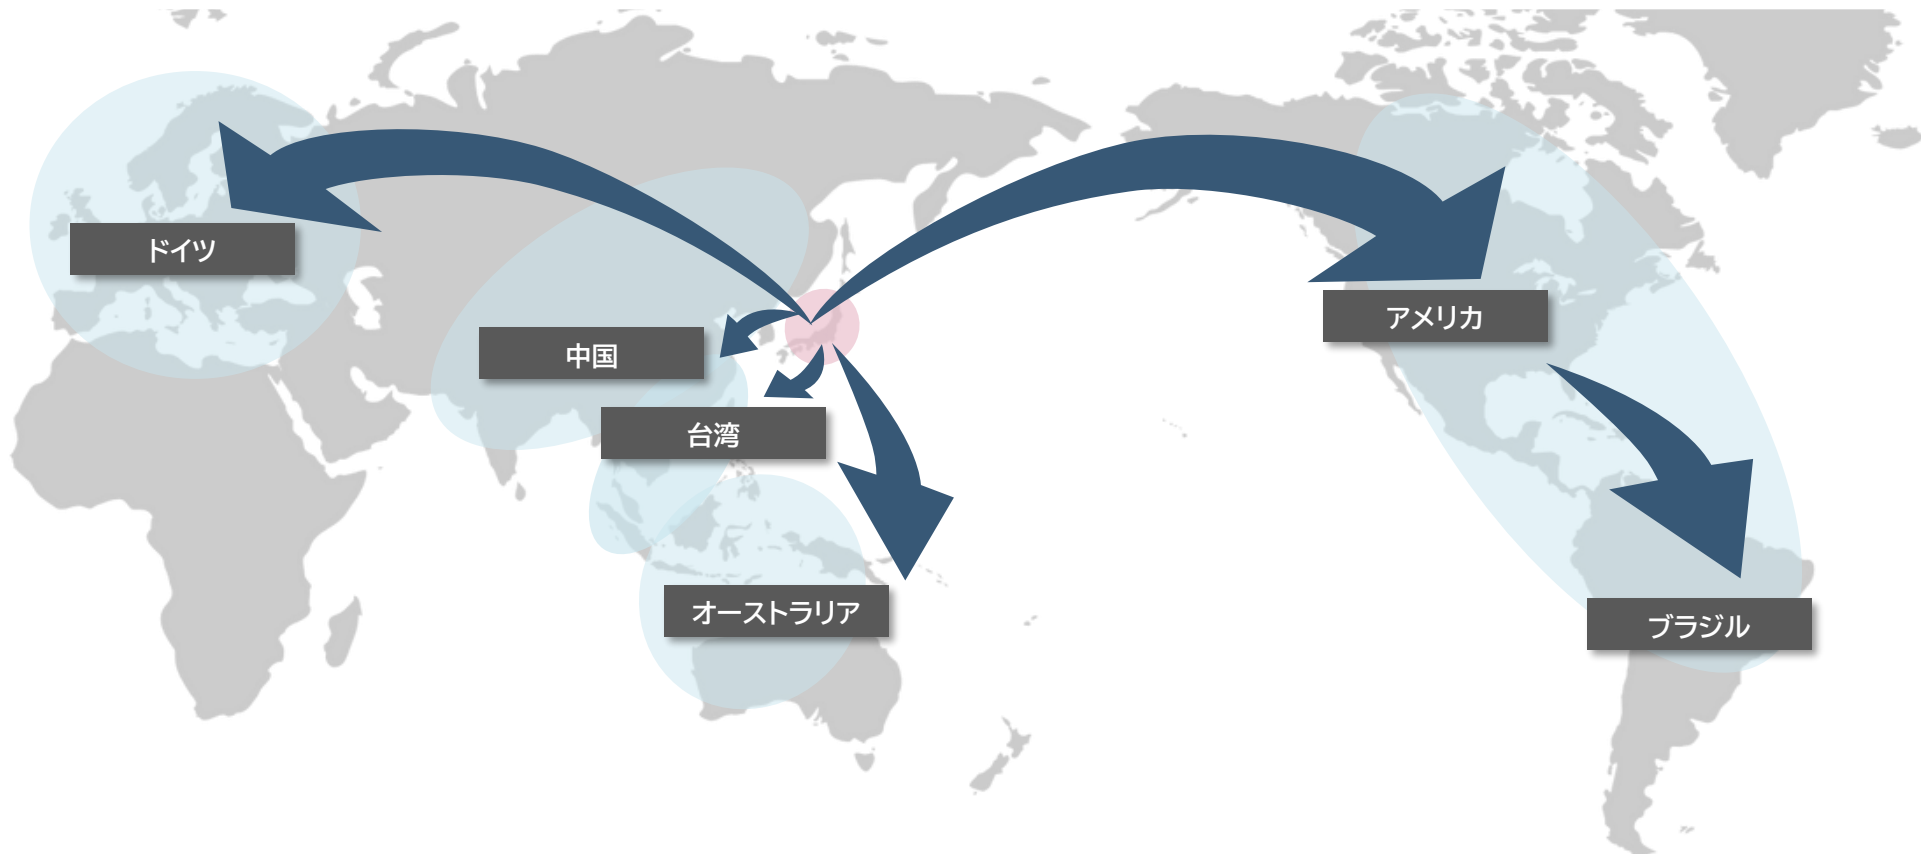 ドイツ
アメリカ
中国
台湾
オーストラリア
ブラジル